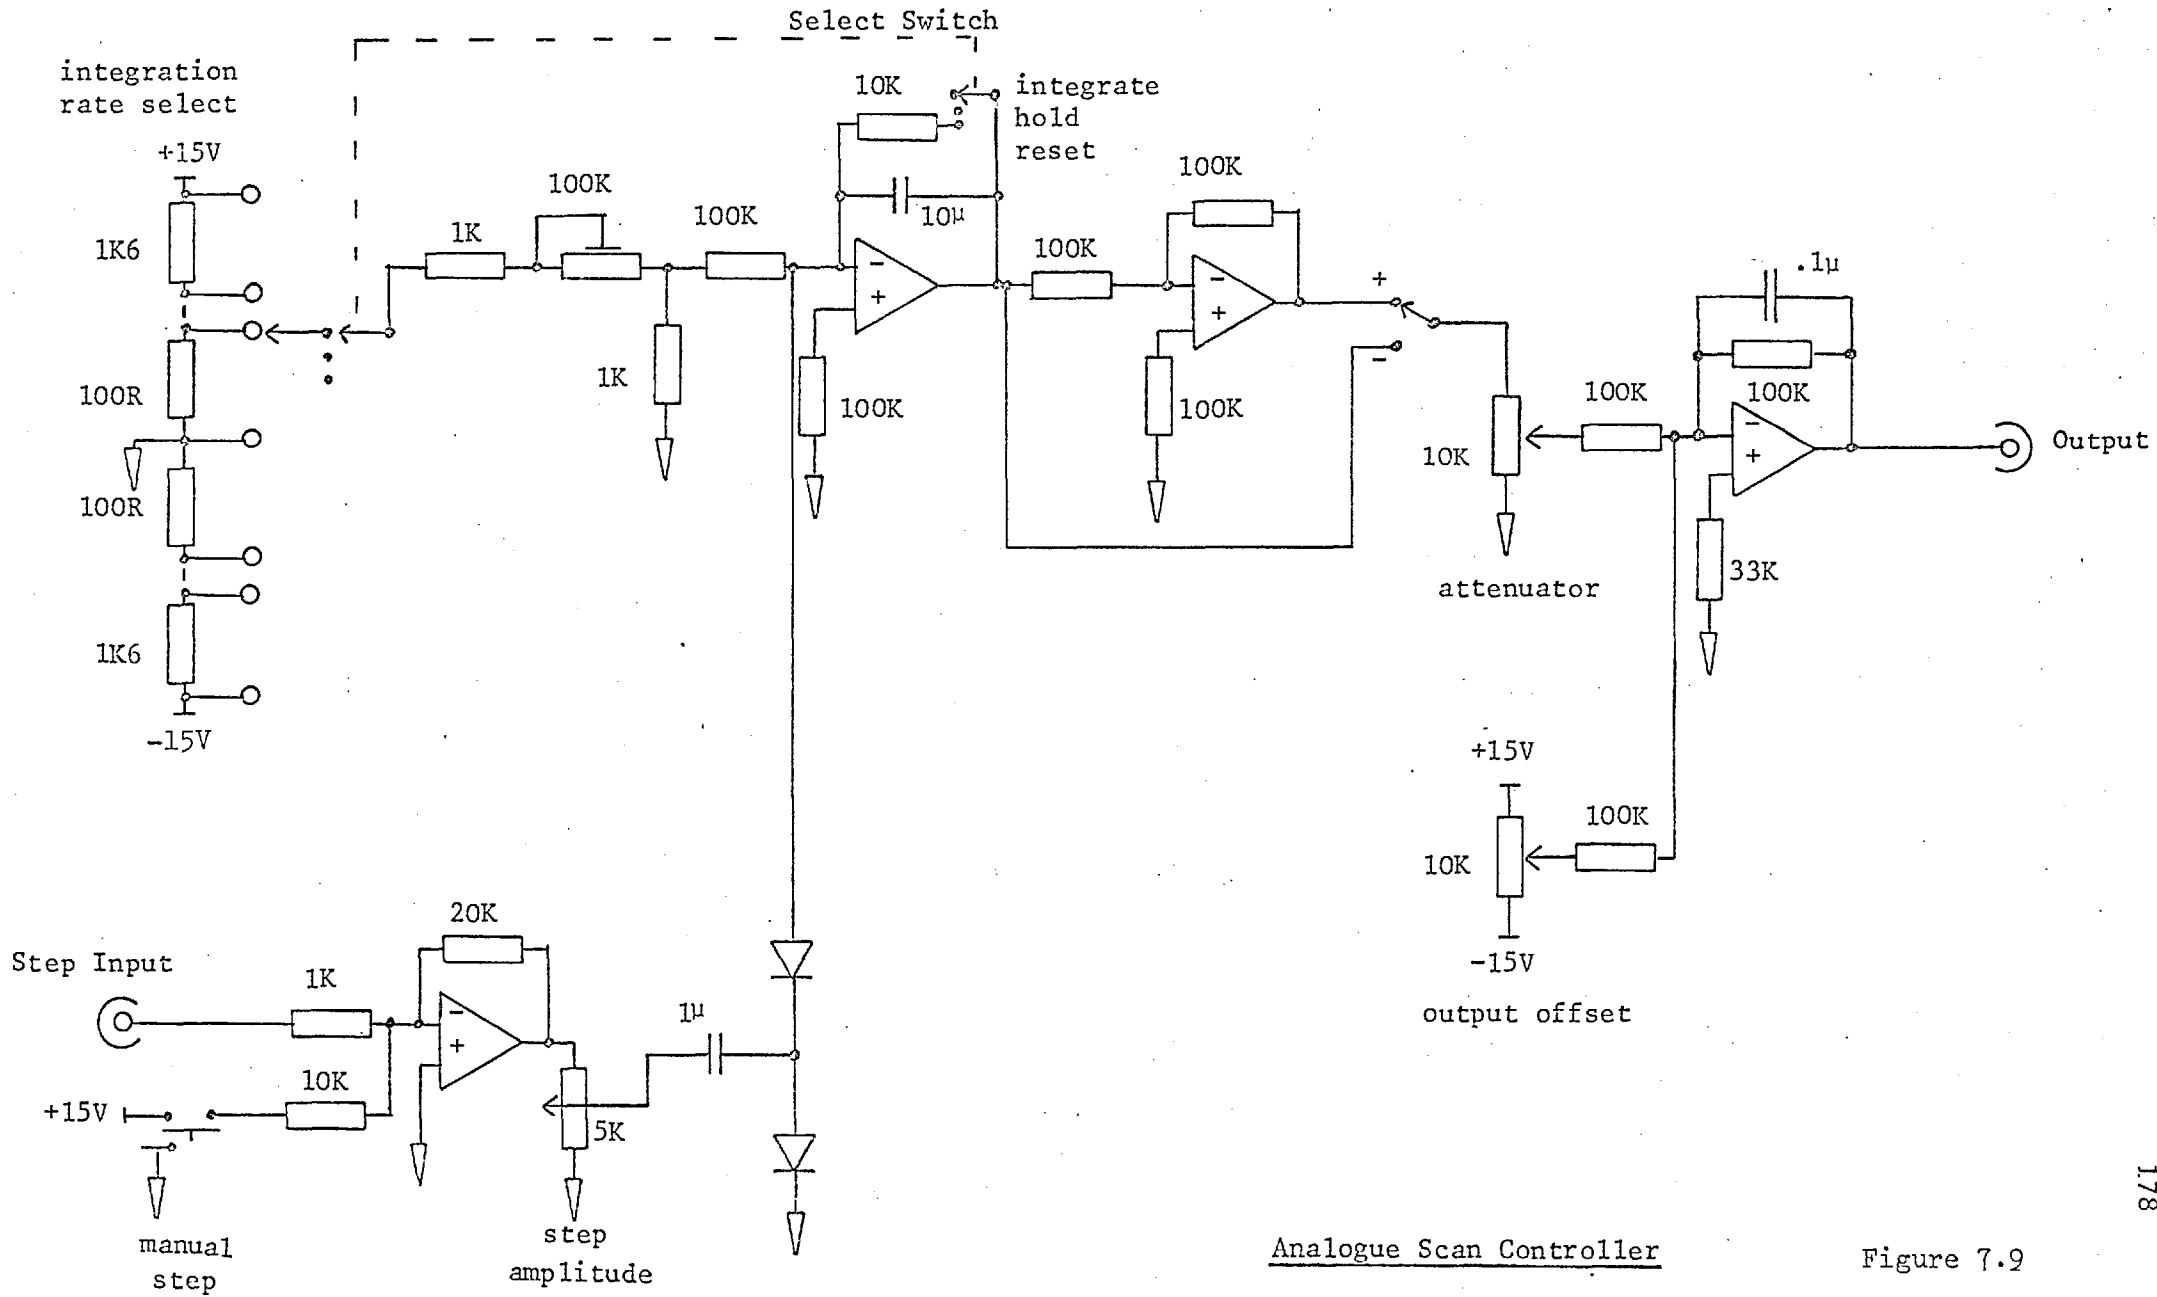 Select Switch
integration
rate select
+15V
1K6
100R
100R
1K6
-15V
1K
100K
100K
1K
10K
10µ
integrate
hold
reset
-
+
100K
100K
100K
-
+
100K
+
-
10K
attenuator
100K
.1µ
100K
-
+
33K
Output
+15V
10K
100K
-15V
output offset
Step Input
1K
20K
-
+
10K
+15V
manual
step
5K
step
amplitude
1µ
Analogue Scan Controller
Figure 7.9
178